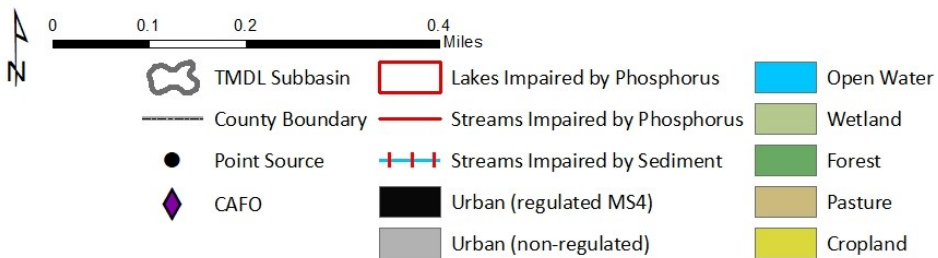 0 0.1 0.2 0.4
Miles
N
TMDL Subbasin Lakes Impaired by Phosphorus Open Water
County Boundary Streams Impaired by Phosphorus Wetland
Point Source Streams Impaired by Sediment Forest
CAFO Urban (regulated MS4) Pasture
Urban (non-regulated) Cropland